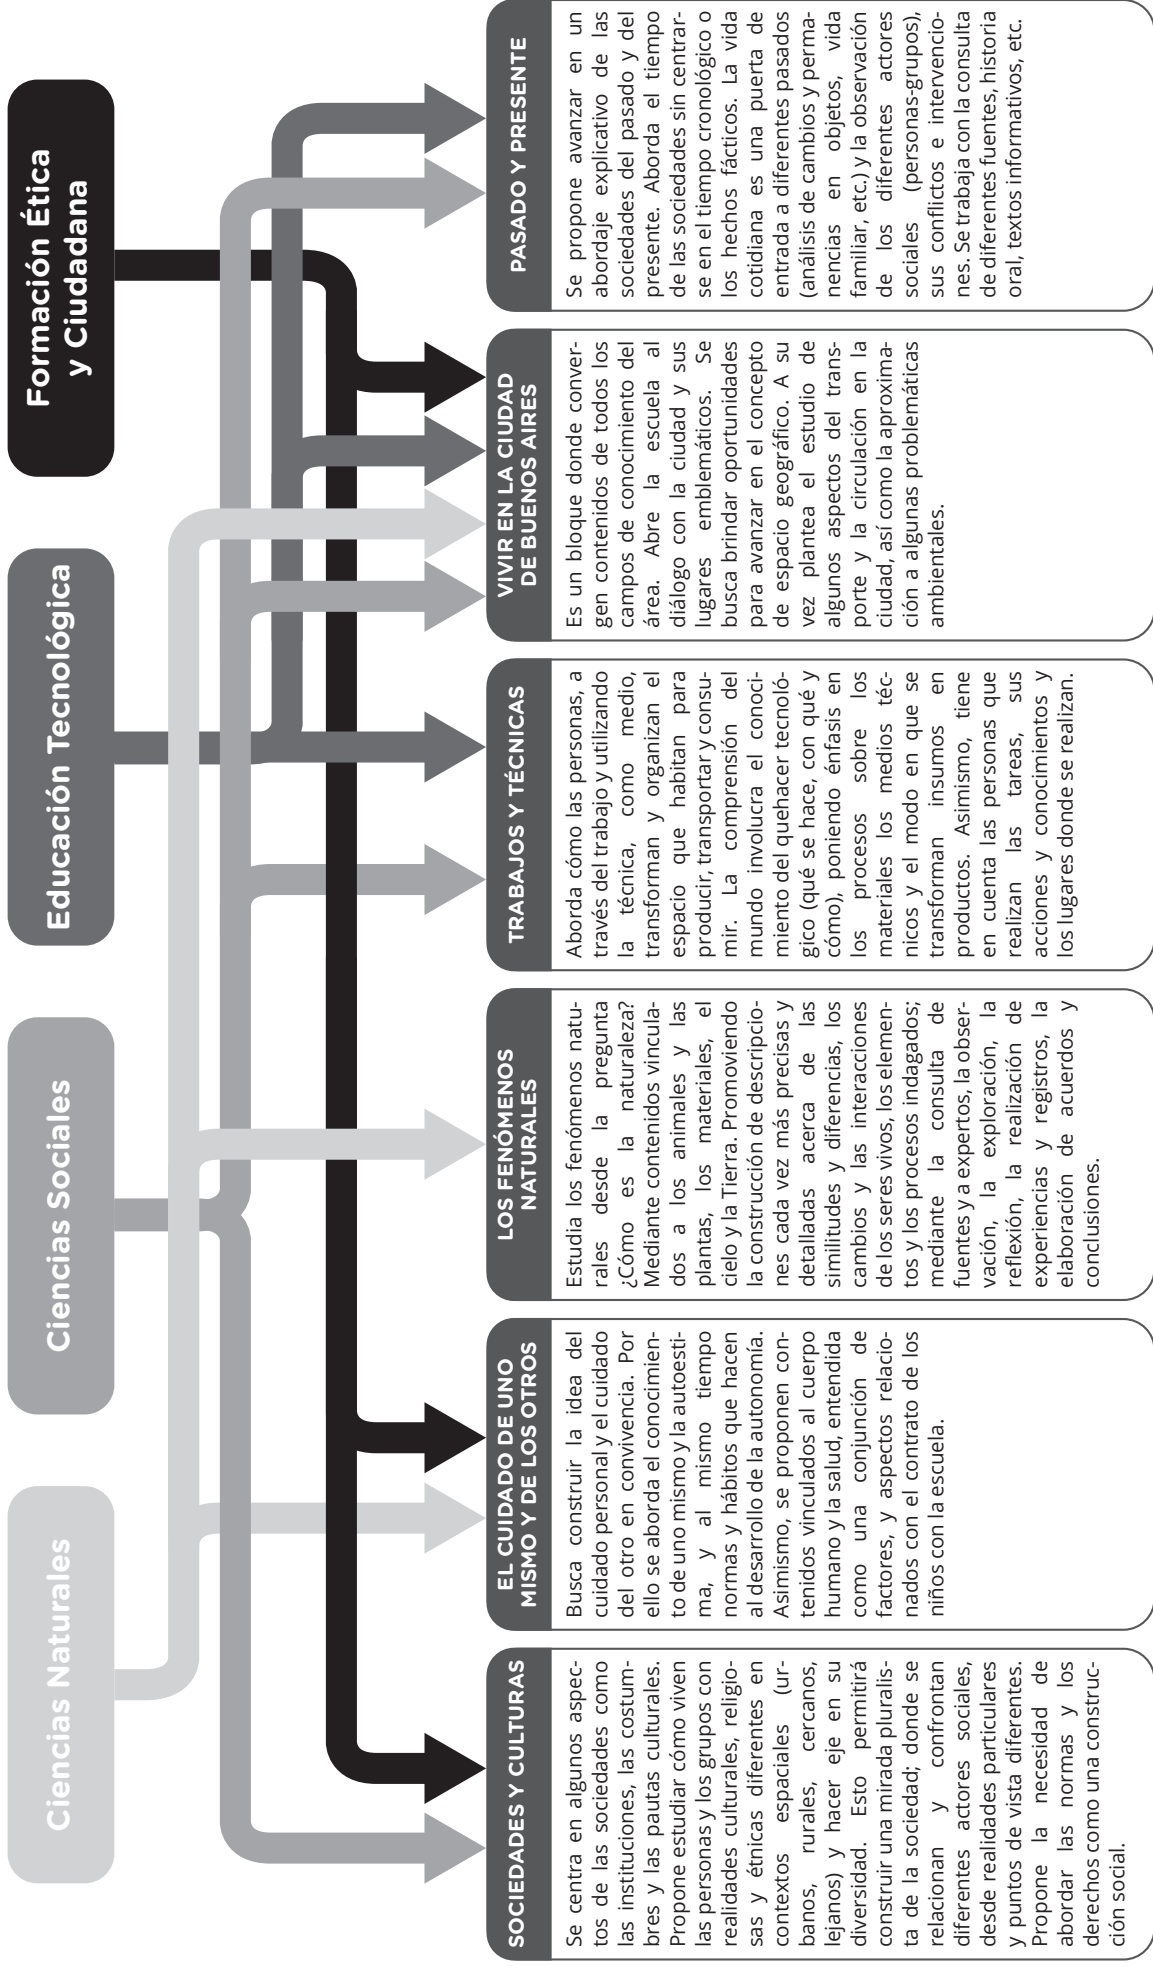 Ciencias Naturales
Ciencias Sociales
Educación Tecnológica
Formación Ética
y Ciudadana
SOCIEDADES Y CULTURAS
Se centra en algunos aspec-
tos de las sociedades como
las instituciones, las costum-
bres y las pautas culturales.
Propone estudiar cómo viven
las personas y los grupos con
realidades culturales, religio-
sas y étnicas diferentes en
contextos espaciales (ur-
banos, rurales, cercanos,
lejanos) y hacer eje en su
diversidad. Esto permitirá
construir una mirada pluralis-
ta de la sociedad; donde se
relacionan y confrontan
diferentes actores sociales,
desde realidades particulares
y puntos de vista diferentes.
Propone la necesidad de
abordar las normas y los
derechos como una construc-
ción social.
EL CUIDADO DE UNO
MISMO Y DE LOS OTROS
Busca construir la idea del
cuidado personal y el cuidado
del otro en convivencia. Por
ello se aborda el conocimien-
to de uno mismo y la autoesti-
ma, y al mismo tiempo
normas y hábitos que hacen
al desarrollo de la autonomía.
Asimismo, se proponen con-
tenidos vinculados al cuerpo
humano y la salud, entendida
como una conjunción de
factores, y aspectos relacio-
nados con el contrato de los
niños con la escuela.
LOS FENÓMENOS
NATURALES
Estudia los fenómenos natu-
rales desde la pregunta
¿Cómo es la naturaleza?
Mediante contenidos vincula-
dos a los animales y las
plantas, los materiales, el
cielo y la Tierra. Promoviendo
la construcción de descripcio-
nes cada vez más precisas y
detalladas acerca de las
similitudes y diferencias, los
cambios y las interacciones
de los seres vivos, los elemen-
tos y los procesos indagados;
mediante la consulta de
fuentes y a expertos, la obser-
vación, la exploración, la
reflexión, la realización de
experiencias y registros, la
elaboración de acuerdos y
conclusiones.
TRABAJOS Y TÉCNICAS
Aborda cómo las personas, a
través del trabajo y utilizando
la técnica, como medio,
transforman y organizan el
espacio que habitan para
producir, transportar y consu-
mir. La comprensión del
mundo involucra el conoci-
miento del quehacer tecnoló-
gico (qué se hace, con qué y
cómo), poniendo énfasis en
los procesos sobre los
materiales los medios téc-
nicos y el modo en que se
transforman insumos en
productos. Asimismo, tiene
en cuenta las personas que
realizan las tareas, sus
acciones y conocimientos y
los lugares donde se realizan.
VIVIR EN LA CIUDAD
DE BUENOS AIRES
Es un bloque donde conver-
gen contenidos de todos los
campos de conocimiento del
área. Abre la escuela al
diálogo con la ciudad y sus
lugares emblemáticos. Se
busca brindar oportunidades
para avanzar en el concepto
de espacio geográfico. A su
vez plantea el estudio de
algunos aspectos del trans-
porte y la circulación en la
ciudad, así como la aproxima-
ción a algunas problemáticas
ambientales.
PASADO Y PRESENTE
Se propone avanzar en un
abordaje explicativo de las
sociedades del pasado y del
presente. Aborda el tiempo
de las sociedades sin centrar-
se en el tiempo cronológico o
los hechos fácticos. La vida
cotidiana es una puerta de
entrada a diferentes pasados
(análisis de cambios y perma-
nencias en objetos, vida
familiar, etc.) y la observación
de los diferentes actores
sociales (personas-grupos),
sus conflictos e intervencio-
nes. Se trabaja con la consulta
de diferentes fuentes, historia
oral, textos informativos, etc.